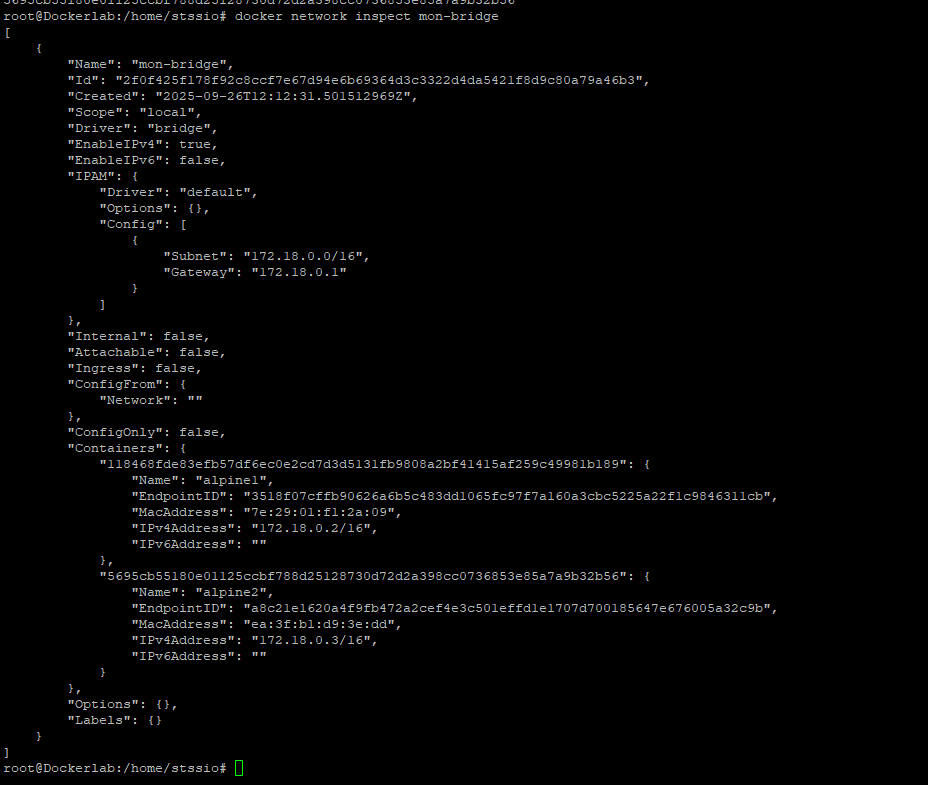 root@Dockerlab:/home/stssio# docker network inspect mon-bridge
[
    {
        "Name": "mon-bridge",
        "Id": "2f0f425f178f92c8ccf7e67d94e6b69364d3c3322d4da5421f8d9c80a79a46b3",
        "Created": "2025-09-26T12:12:31.501512969Z",
        "Scope": "local",
        "Driver": "bridge",
        "EnableIPv4": true,
        "EnableIPv6": false,
        "IPAM": {
            "Driver": "default",
            "Options": {},
            "Config": [
                {
                    "Subnet": "172.18.0.0/16",
                    "Gateway": "172.18.0.1"
                }
            ]
        },
        "Internal": false,
        "Attachable": false,
        "Ingress": false,
        "ConfigFrom": {
            "Network": ""
        },
        "ConfigOnly": false,
        "Containers": {
            "118468fde83efb57df6ec0e2cd7d3d5131fb9808a2bf41415af259c49981b189": {
                "Name": "alpine1",
                "EndpointID": "3518f07cffb90626a6b5c483dd1065fc97f7a160a3cbc5225a22f1c9846311cb",
                "MacAddress": "7e:29:01:f1:2a:09",
                "IPv4Address": "172.18.0.2/16",
                "IPv6Address": ""
            },
            "5695cb55180e01125ccbf788d25128730d72d2a398cc0736853e85a7a9b32b56": {
                "Name": "alpine2",
                "EndpointID": "a8c21e1620a4f9fb472a2cef4e3c501effd1e1707d700185647e676005a32c9b",
                "MacAddress": "ea:3f:b1:d9:3e:dd",
                "IPv4Address": "172.18.0.3/16",
                "IPv6Address": ""
            }
        },
        "Options": {},
        "Labels": {}
    }
]
root@Dockerlab:/home/stssio#